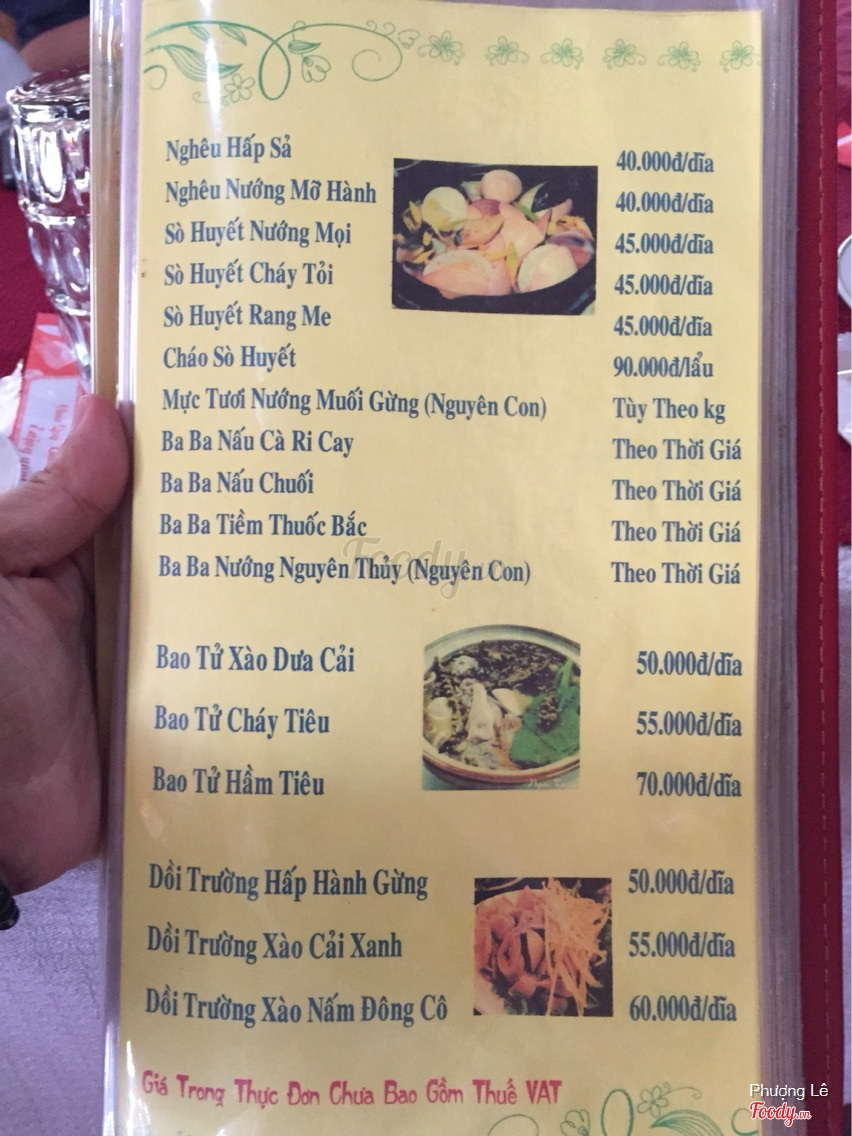 Nghêu Hấp Sả 40.000đ/dĩa
Nghêu Nướng Mỡ Hành 40.000đ/dĩa
Sò Huyết Nướng Mọi 45.000đ/dĩa
Sò Huyết Cháy Tỏi 45.000đ/dĩa
Sò Huyết Rang Me 45.000đ/dĩa
Cháo Sò Huyết 90.000đ/lẩu
Mực Tươi Nướng Muối Gừng (Nguyên Con) Tùy Theo kg
Ba Ba Nấu Cà Ri Cay Theo Thời Giá
Ba Ba Nấu Chuối Theo Thời Giá
Ba Ba Tiềm Thuốc Bắc Theo Thời Giá
Ba Ba Nướng Nguyên Thủy (Nguyên Con) Theo Thời Giá
Foody
Bao Tử Xào Dưa Cải 50.000đ/dĩa
Bao Tử Cháy Tiêu 55.000đ/dĩa
Bao Tử Hầm Tiêu 70.000đ/dĩa
Dồi Trường Hấp Hành Gừng 50.000đ/dĩa
Dồi Trường Xào Cải Xanh 55.000đ/dĩa
Dồi Trường Xào Nấm Đông Cô 60.000đ/dĩa
Giá Trong Thực Đơn Chưa Bao Gồm Thuế VAT
Phượng Lê
Foody.vn